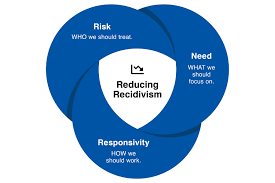 Risk
WHO we should treat.
Need
WHAT we
should
focus on.
Reducing
Recidivism
Responsivity
HOW we
should work.